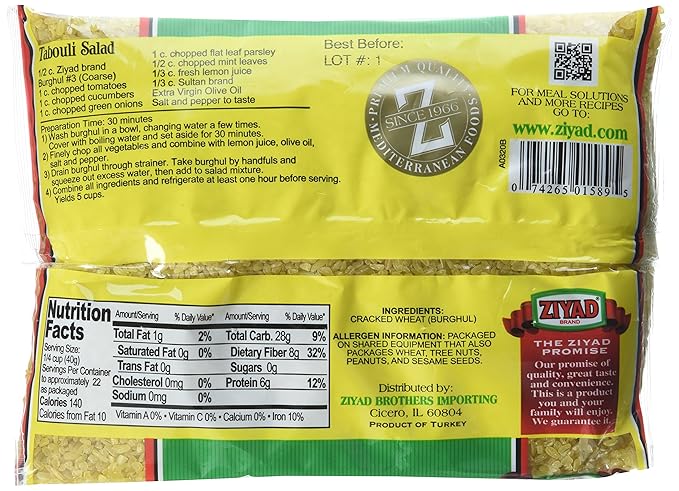 Tabouli Salad
1/2 c. Ziyad brand
Burghul #3 (Coarse)
1 c. chopped tomatoes
1 c. chopped cucumbers
1 c. chopped green onions
1 c. chopped flat leaf parsley
1/2 c. chopped mint leaves
1/3 c. fresh lemon juice
1/3 c. Sultan brand
Extra Virgin Olive Oil
Salt and pepper to taste
Preparation Time: 30 minutes
1) Wash burghul in a bowl, changing water a few times.
Cover with boiling water and set aside for 30 minutes.
2) Finely chop all vegetables and combine with lemon juice, olive oil,
salt and pepper.
3) Drain burghul through strainer. Take burghul by handfuls and
squeeze out excess water, then add to salad mixture.
4) Combine all ingredients and refrigerate at least one hour before serving.
Yields 5 cups.
Best Before:
LOT #: 1
PREMIUM QUALITY
Z
SINCE 1966
MEDITERRANEAN FOODS
FOR MEAL SOLUTIONS
AND MORE RECIPES
GO TO:
www.ziyad.com
A0320B
0 74265 01589 5
Nutrition
Facts
Serving Size:
1/4 cup (40g)
Servings Per Container
to approximately 22
as packaged
Calories 140
Calories from Fat 10
Amount/Serving % Daily Value* Amount/Serving % Daily Value*
Total Fat 1g 2% Total Carb. 28g 9%
Saturated Fat 0g 0% Dietary Fiber 8g 32%
Trans Fat 0g Sugars 0g
Cholesterol 0mg 0% Protein 6g 12%
Sodium 0mg 0%
Vitamin A 0% • Vitamin C 0% • Calcium 0% • Iron 10%
INGREDIENTS:
CRACKED WHEAT (BURGHUL)
ALLERGEN INFORMATION: PACKAGED
ON SHARED EQUIPMENT THAT ALSO
PACKAGES WHEAT, TREE NUTS,
PEANUTS, AND SESAME SEEDS.
Distributed by:
ZIYAD BROTHERS IMPORTING
Cicero, IL 60804
PRODUCT OF TURKEY
ZIYAD
BRAND
THE ZIYAD
PROMISE
Our promise of
quality, great taste
and convenience.
This is a product
you and your
family will enjoy.
We guarantee it.